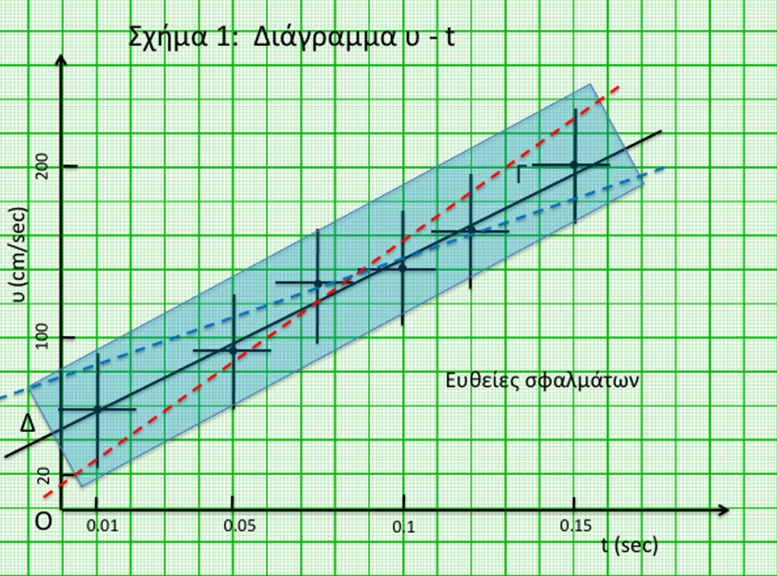 Σχήμα 1: Διάγραμμα υ - t
υ (cm/sec)
200
100
20
Γ
Δ
Ευθείες σφαλμάτων
O
0.01
0.05
0.1
0.15
t (sec)